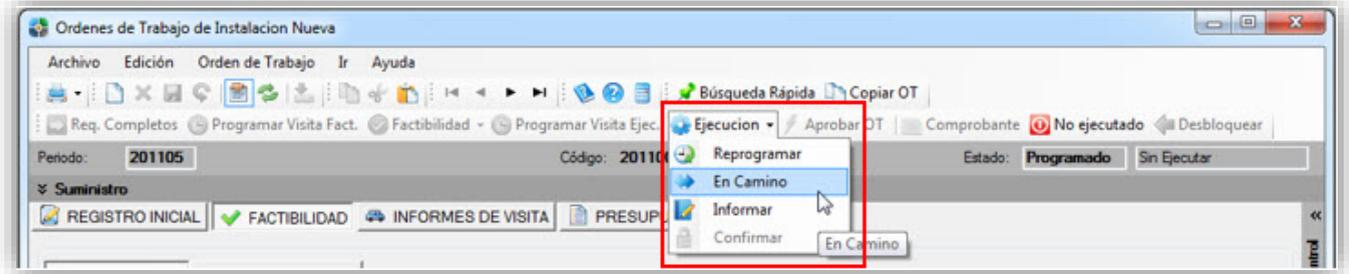 Ordenes de Trabajo de Instalacion Nueva
Archivo Edición Orden de Trabajo Ir Ayuda
Búsqueda Rápida Copiar OT
Req. Completos Programar Visita Fact. Factibilidad Programar Visita Ejec. Ejecucion Aprobar OT Comprobante No ejecutado Desbloquear
Periodo: 201105 Código: Estado: Programado Sin Ejecutar
Reprogramar
Suministro
En Camino
REGISTRO INICIAL FACTIBILIDAD INFORMES DE VISITA
Informar
Confirmar
En Camino